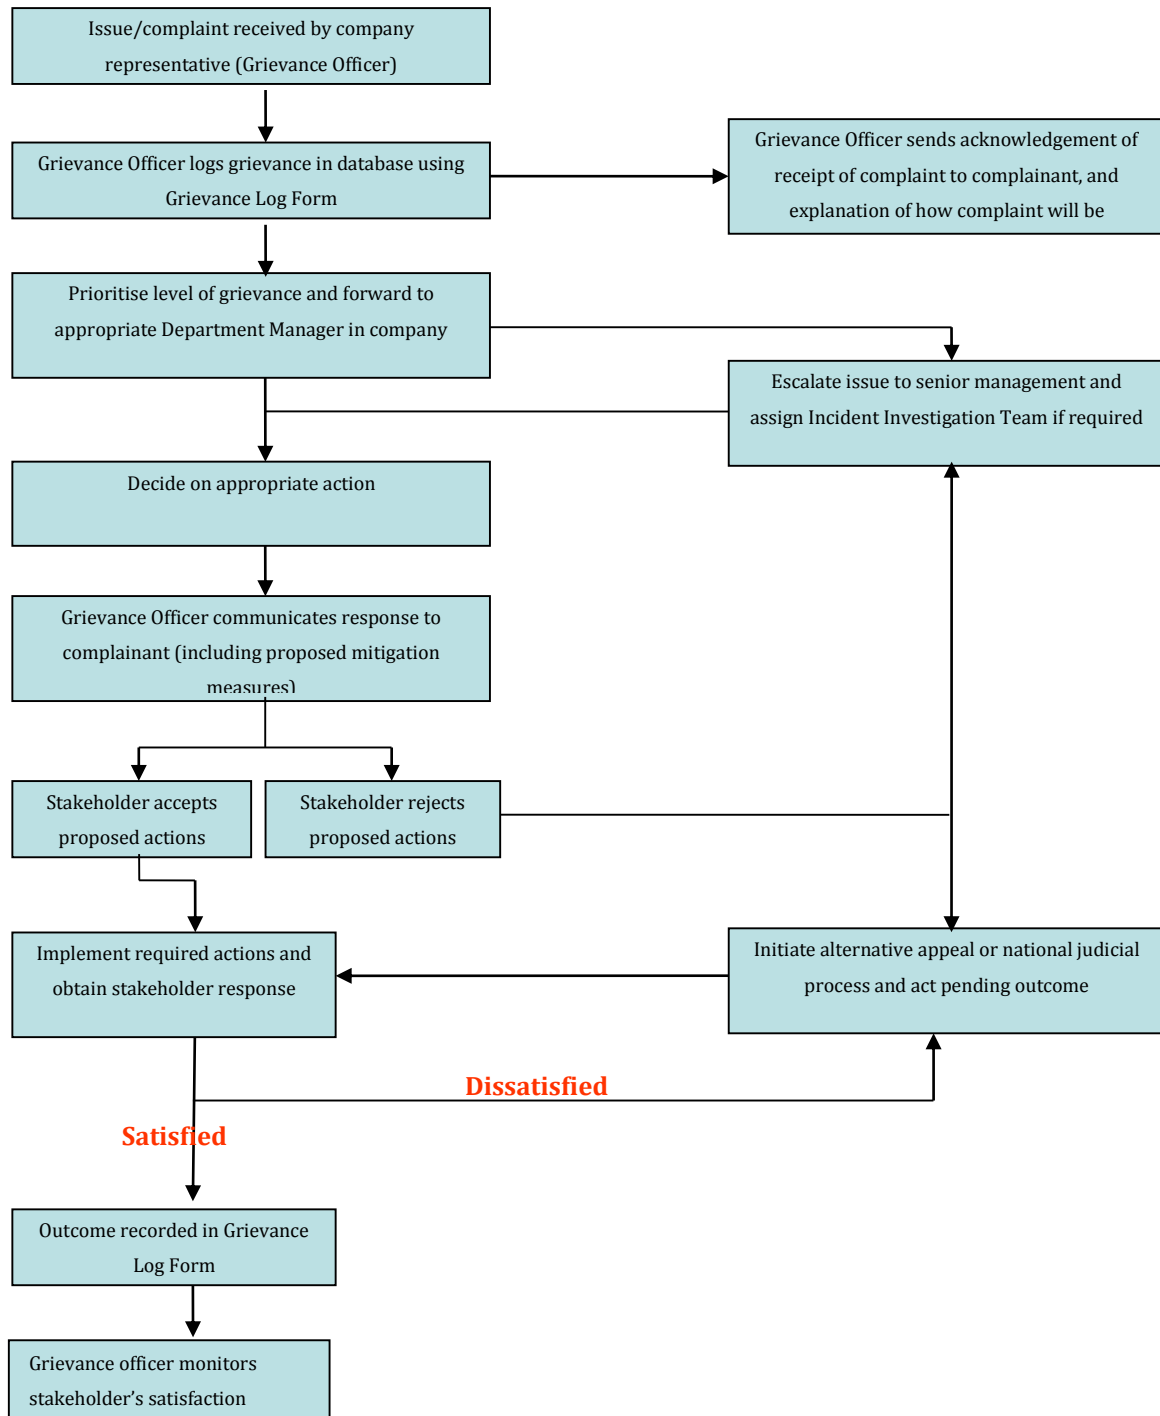 Issue/complaint received by company
representative (Grievance Officer)
Grievance Officer logs grievance in database using
Grievance Log Form
Grievance Officer sends acknowledgement of
receipt of complaint to complainant, and
explanation of how complaint will be
Prioritise level of grievance and forward to
appropriate Department Manager in company
Escalate issue to senior management and
assign Incident Investigation Team if required
Decide on appropriate action
Grievance Officer communicates response to
complainant (including proposed mitigation
measures)
Stakeholder accepts
proposed actions
Stakeholder rejects
proposed actions
Implement required actions and
obtain stakeholder response
Initiate alternative appeal or national judicial
process and act pending outcome
Dissatisfied
Satisfied
Outcome recorded in Grievance
Log Form
Grievance officer monitors
stakeholder’s satisfaction